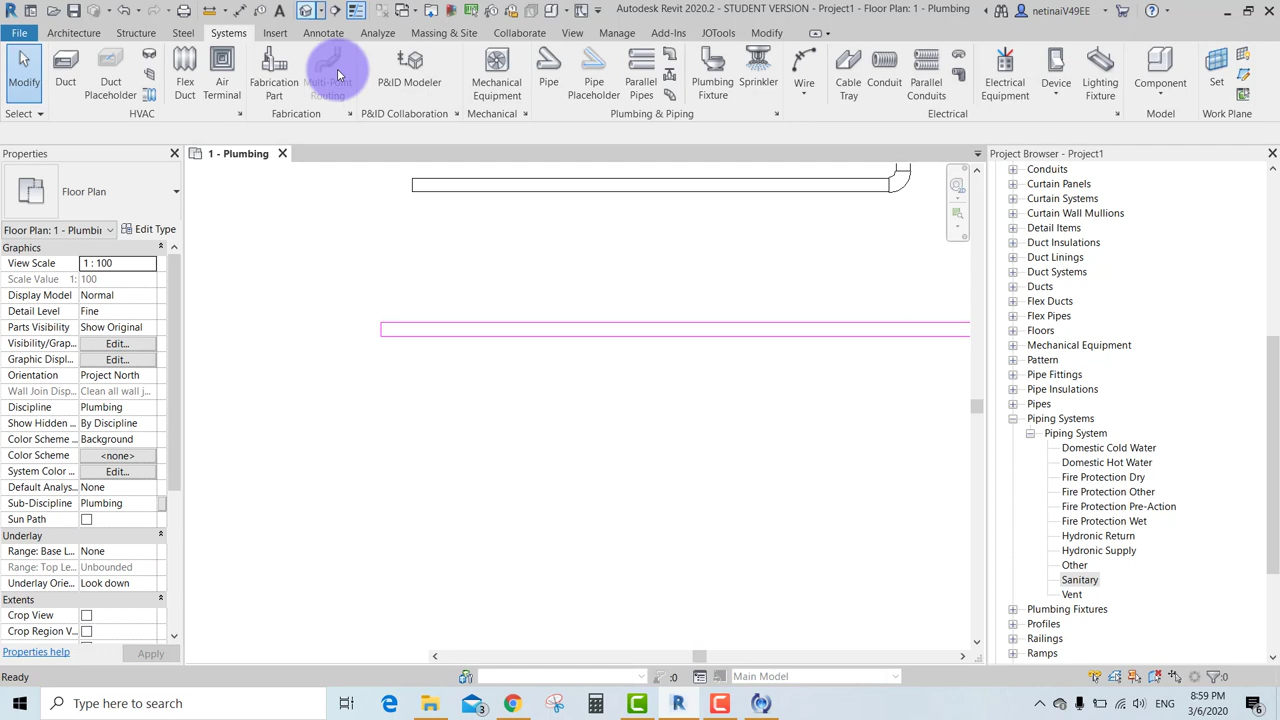 Autodesk Revit 2020.2 - STUDENT VERSION - Project1 - Floor Plan: 1 - Plumbing
netinaiV49EE
File Architecture Structure Steel Systems Insert Annotate Analyze Massing & Site Collaborate View Manage Add-Ins JOTools Modify
Modify
Duct
Duct Placeholder
Flex Duct
Air Terminal
Fabrication Part
Multi-Point Routing
P&ID Modeler
Mechanical Equipment
Pipe
Pipe Placeholder
Parallel Pipes
Plumbing Fixture
Sprinkler
Wire
Cable Tray
Conduit
Parallel Conduits
Electrical Equipment
Device
Lighting Fixture
Component
Set
Select HVAC Fabrication P&ID Collaboration Mechanical Plumbing & Piping Electrical Model Work Plane
Properties
Floor Plan
Floor Plan: 1 - Plumbi Edit Type
Graphics
View Scale 1 : 100
Scale Value 1: 100
Display Model Normal
Detail Level Fine
Parts Visibility Show Original
Visibility/Grap... Edit...
Graphic Displ... Edit...
Orientation Project North
Wall Join Disp... Clean all wall j...
Discipline Plumbing
Show Hidden ... By Discipline
Color Scheme ... Background
Color Scheme <none>
System Color ... Edit...
Default Analys... None
Sub-Discipline Plumbing
Sun Path
Underlay
Range: Base L... None
Range: Top Le... Unbounded
Underlay Orie... Look down
Extents
Crop View
Crop Region V...
Properties help Apply
1 - Plumbing
Project Browser - Project1
Conduits
Curtain Panels
Curtain Systems
Curtain Wall Mullions
Detail Items
Duct Insulations
Duct Linings
Duct Systems
Ducts
Flex Ducts
Flex Pipes
Floors
Mechanical Equipment
Pattern
Pipe Fittings
Pipe Insulations
Pipes
Piping Systems
Piping System
Domestic Cold Water
Domestic Hot Water
Fire Protection Dry
Fire Protection Other
Fire Protection Pre-Action
Fire Protection Wet
Hydronic Return
Hydronic Supply
Other
Sanitary
Vent
Plumbing Fixtures
Profiles
Railings
Ramps
Ready
:0
Main Model
:0
Type here to search
3
ENG
8:59 PM
3/6/2020
6